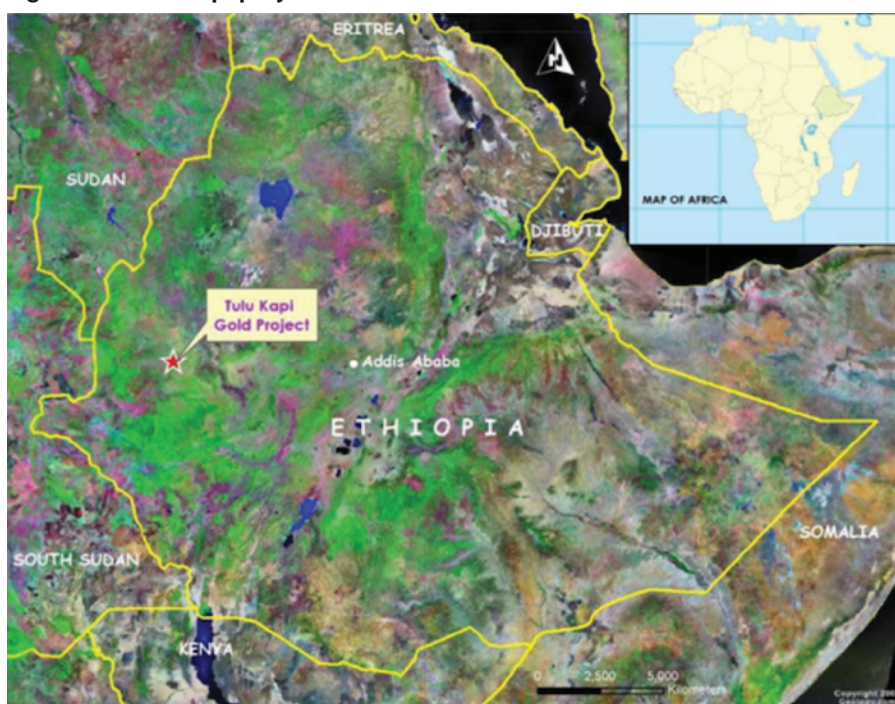 ERITREA
N
MAP OF AFRICA
SUDAN
DJIBUTI
Tulu Kapi
Gold Project
Addis Ababa
ETHIOPIA
SOMALIA
SOUTH SUDAN
KENYA
0 2,500 5,000
Kilometers